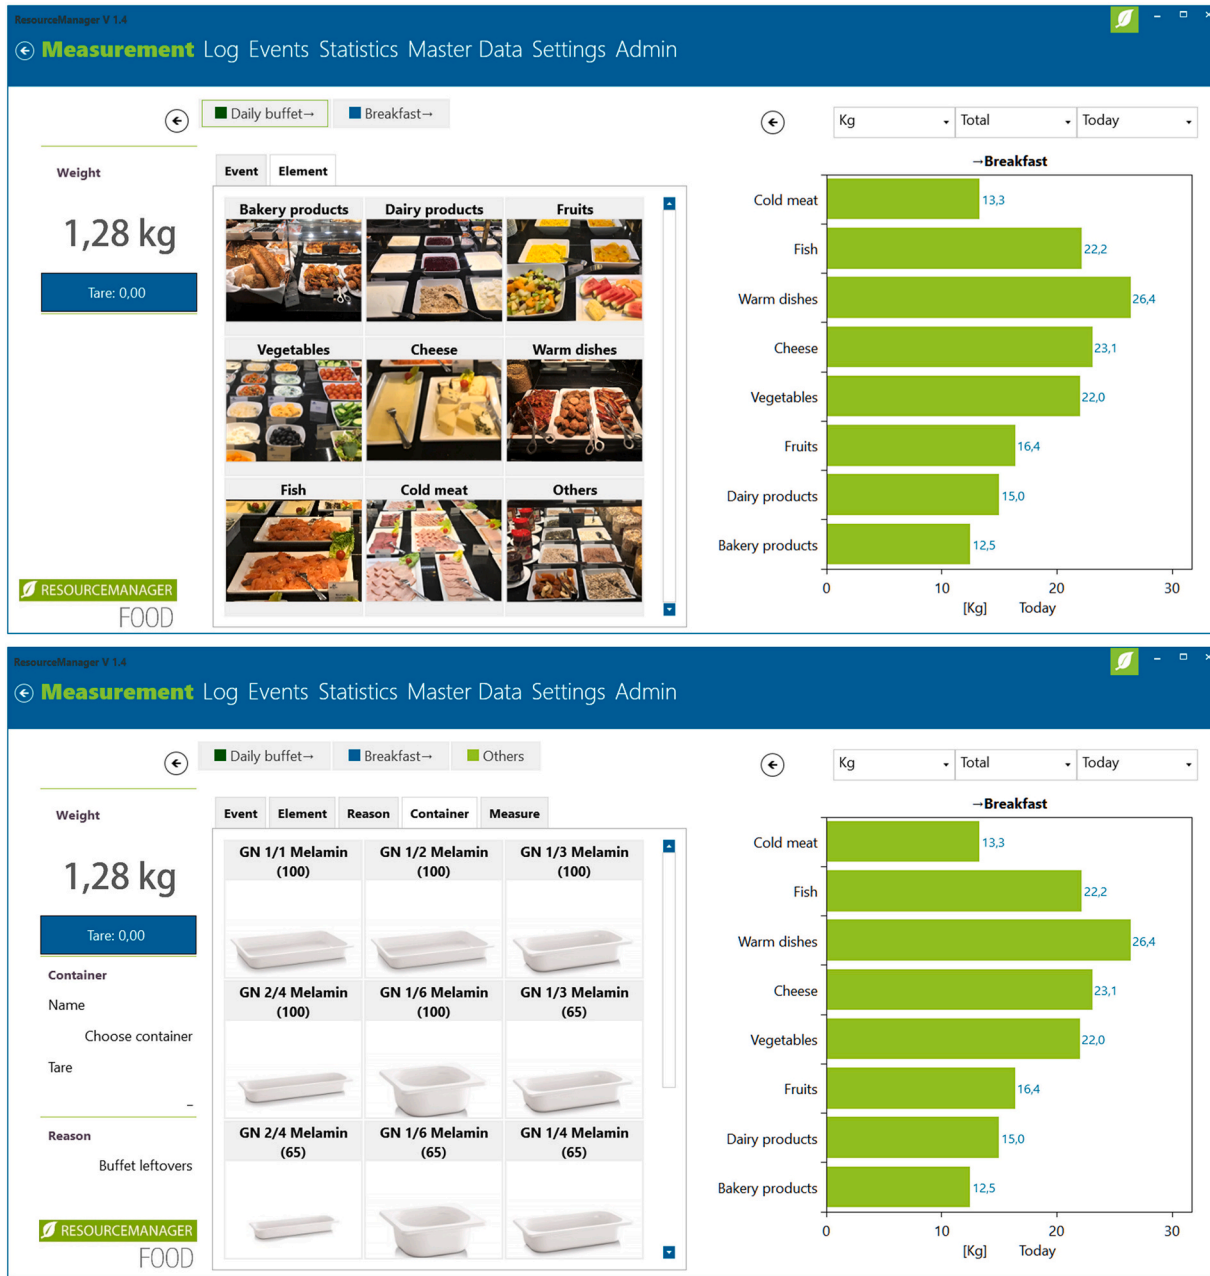 ResourceManager V 1.4
Measurement Log Events Statistics Master Data Settings Admin
Daily buffet→ Breakfast→
Kg Total Today
Weight
1,28 kg
Tare: 0,00
Event Element
Bakery products Dairy products Fruits
Vegetables Cheese Warm dishes
Fish Cold meat Others
→Breakfast
Cold meat 13,3
Fish 22,2
Warm dishes 26,4
Cheese 23,1
Vegetables 22,0
Fruits 16,4
Dairy products 15,0
Bakery products 12,5
0 10 20 30
[Kg] Today
RESOURCEMANAGER
FOOD
ResourceManager V 1.4
Measurement Log Events Statistics Master Data Settings Admin
Daily buffet→ Breakfast→ Others
Kg Total Today
Weight
1,28 kg
Tare: 0,00
Container
Name
Choose container
Tare
–
Reason
Buffet leftovers
Event Element Reason Container Measure
GN 1/1 Melamin GN 1/2 Melamin GN 1/3 Melamin
(100) (100) (100)
GN 2/4 Melamin GN 1/6 Melamin GN 1/3 Melamin
(100) (100) (65)
GN 2/4 Melamin GN 1/6 Melamin GN 1/4 Melamin
(65) (65) (65)
→Breakfast
Cold meat 13,3
Fish 22,2
Warm dishes 26,4
Cheese 23,1
Vegetables 22,0
Fruits 16,4
Dairy products 15,0
Bakery products 12,5
0 10 20 30
[Kg] Today
RESOURCEMANAGER
FOOD